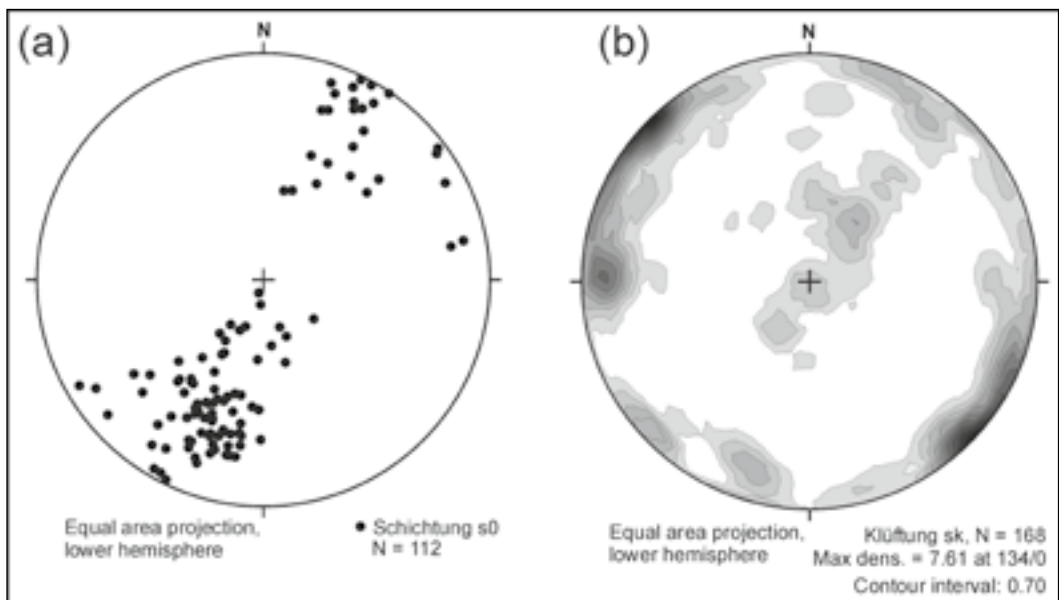 (a)
N
Equal area projection,
lower hemisphere
Schichtung s0
N = 112
(b)
N
Equal area projection,
lower hemisphere
Klüftung sk, N = 168
Max dens. = 7.61 at 134/0
Contour interval: 0.70